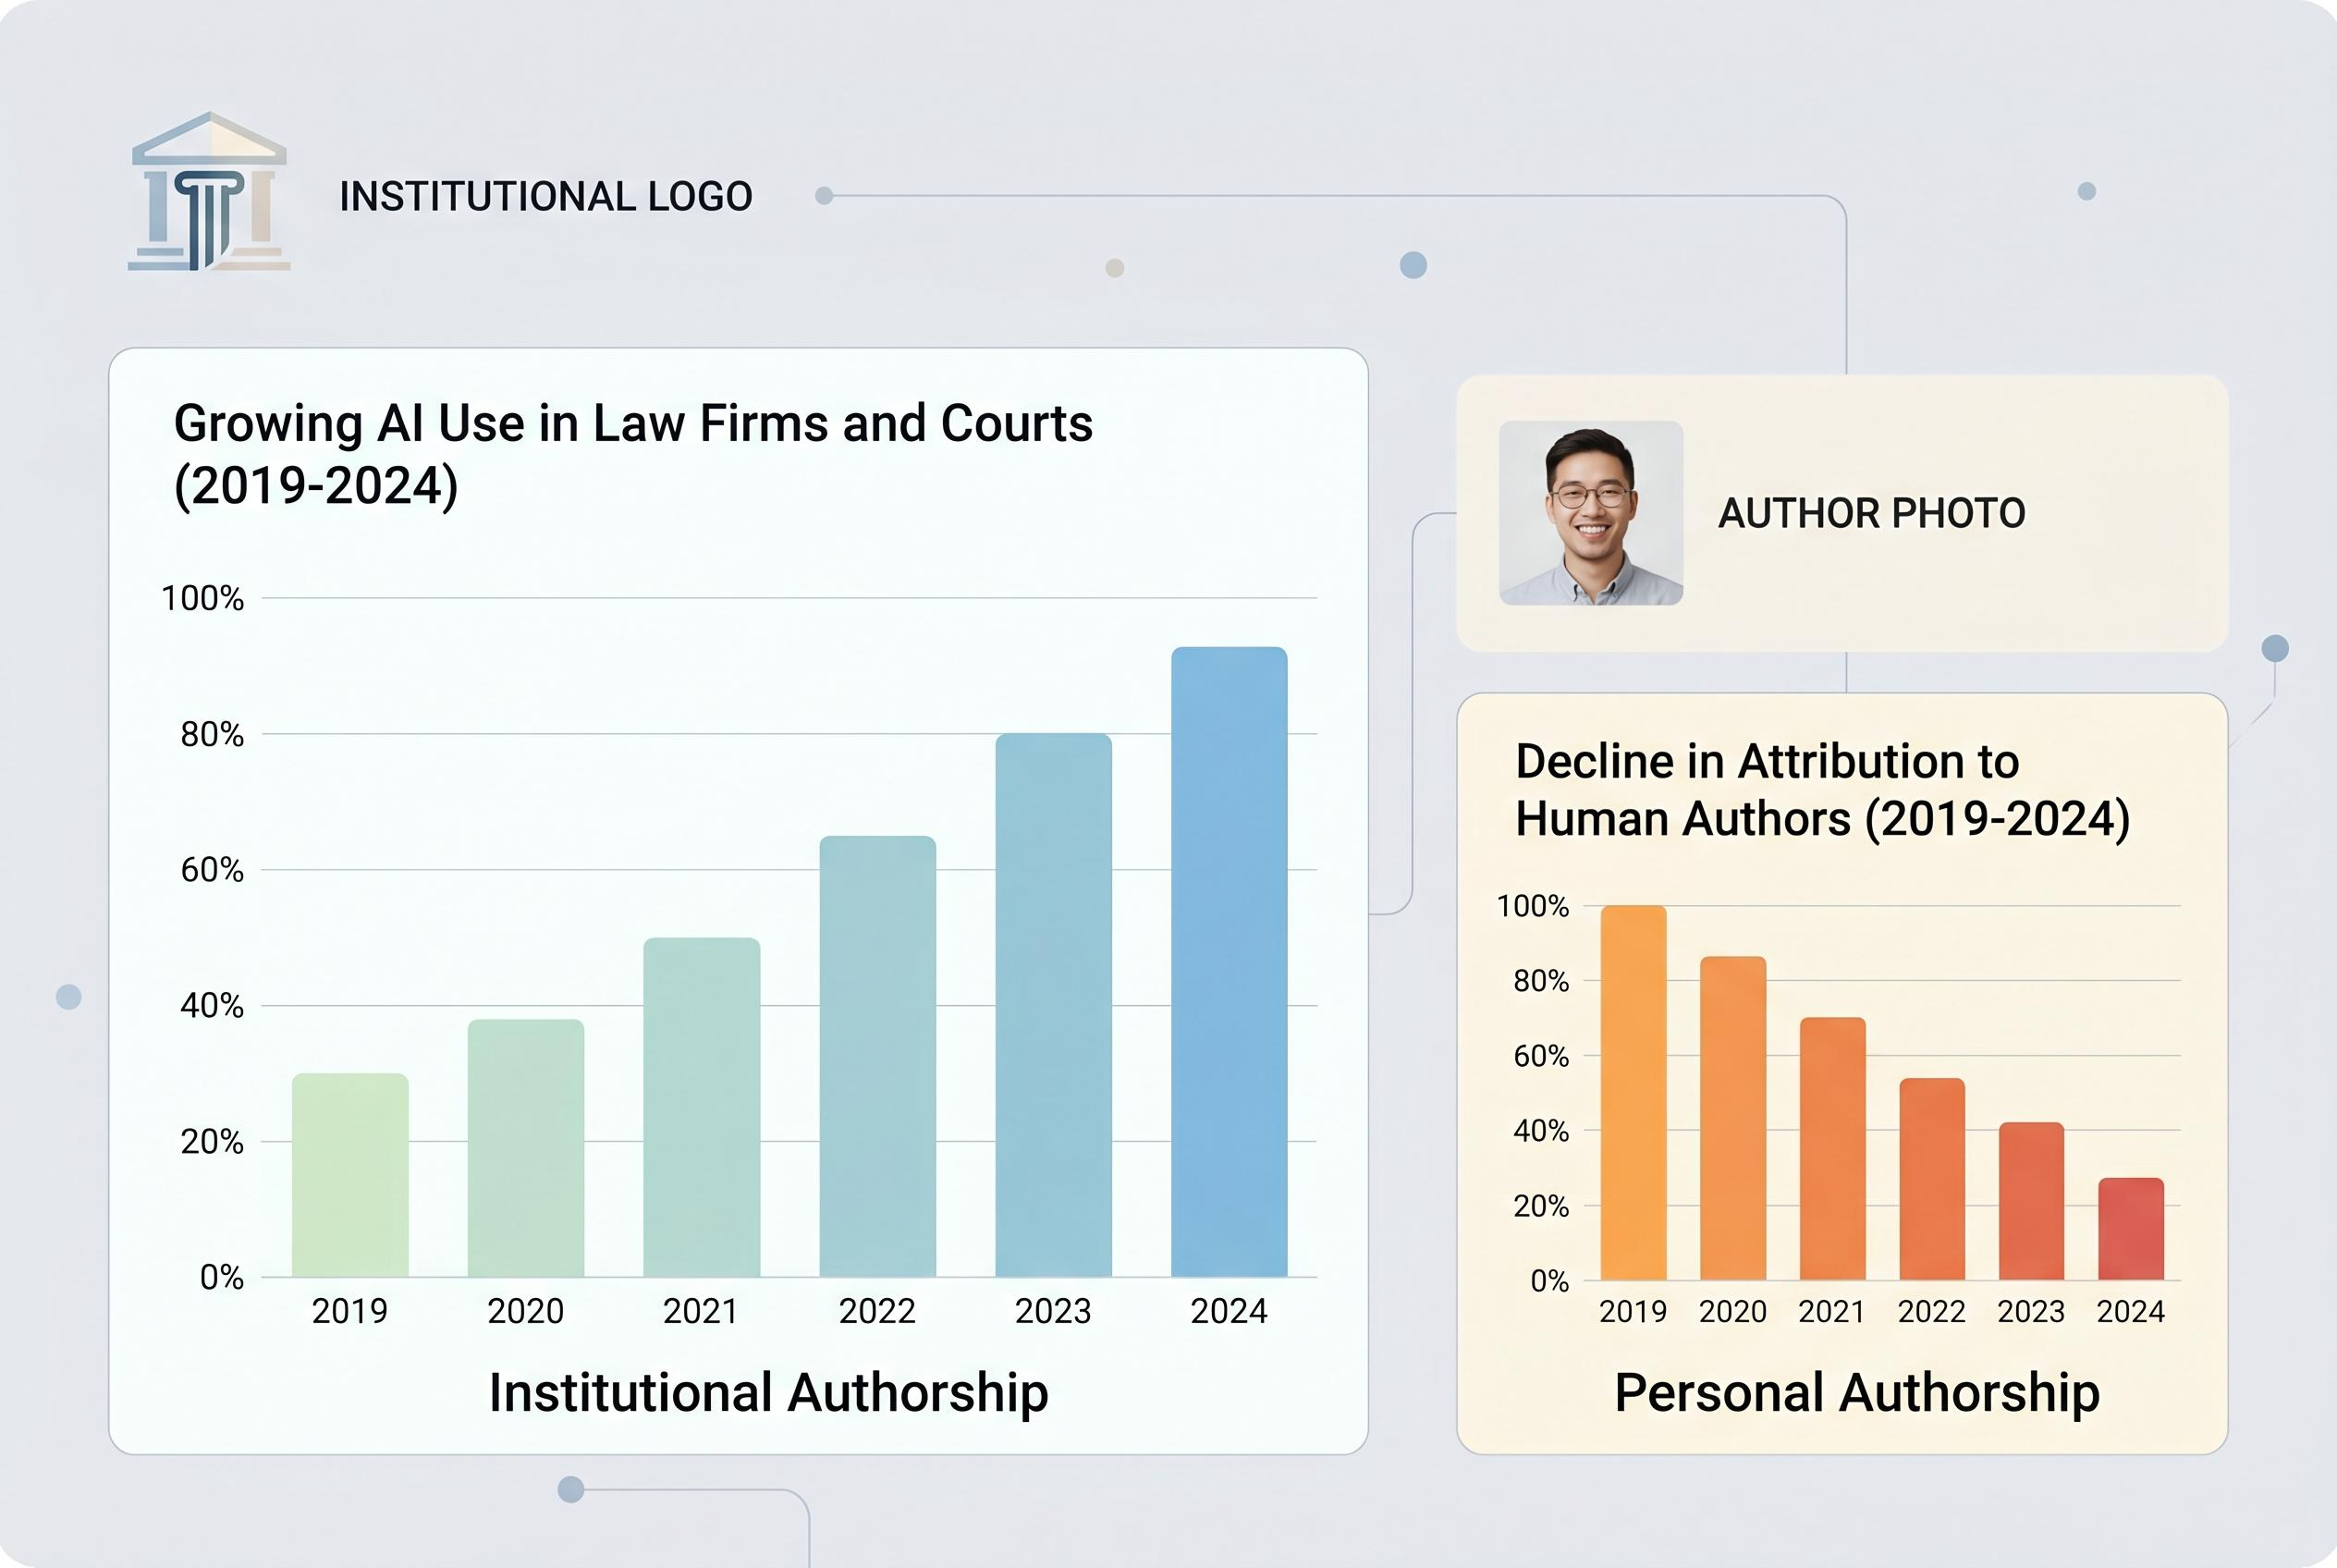 INSTITUTIONAL LOGO
Growing AI Use in Law Firms and Courts
(2019-2024)
100%
80%
60%
40%
20%
0%
2019 2020 2021 2022 2023 2024
Institutional Authorship
AUTHOR PHOTO
Decline in Attribution to
Human Authors (2019-2024)
100%
80%
60%
40%
20%
0%
2019 2020 2021 2022 2023 2024
Personal Authorship